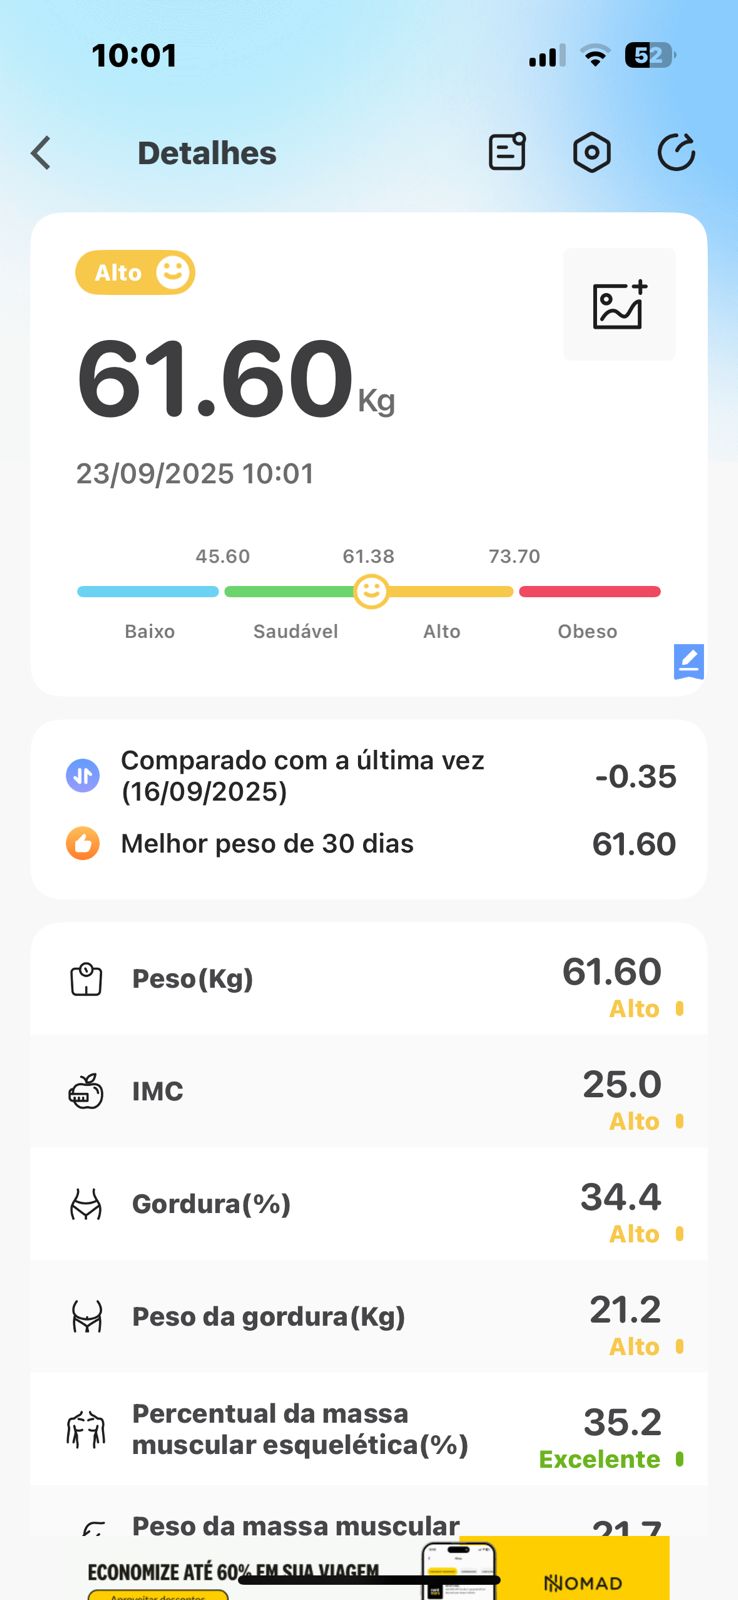 10:01
52
Detalhes
Alto
61.60 Kg
23/09/2025 10:01
45.60 61.38 73.70
Baixo Saudável Alto Obeso
Comparado com a última vez
(16/09/2025)
-0.35
Melhor peso de 30 dias 61.60
Peso(Kg) 61.60
Alto
IMC 25.0
Alto
Gordura(%) 34.4
Alto
Peso da gordura(Kg) 21.2
Alto
Percentual da massa
muscular esquelética(%)
35.2
Excelente
Peso da massa muscular 21.7
ECONOMIZE ATÉ 60% EM SUA VIAGEM
Aproveitar descontos
NOMAD